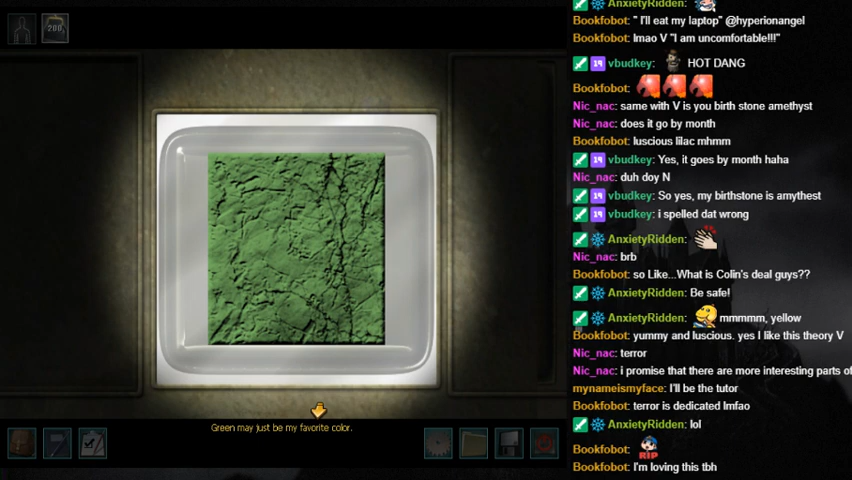 200
Green may just be my favorite color.
AnxietyRidden:
Bookfobot: " I'll eat my laptop" @hyperionangel
Bookfobot: lmao V "I am uncomfortable!!!"
19 vbudkey: HOT DANG
Bookfobot:
Nic_nac: same with V is you birth stone amethyst
Nic_nac: does it go by month
Bookfobot: luscious lilac mhmm
19 vbudkey: Yes, it goes by month haha
Nic_nac: duh doy N
19 vbudkey: So yes, my birthstone is amythest
19 vbudkey: i spelled dat wrong
AnxietyRidden:
Nic_nac: brb
Bookfobot: so Like...What is Colin's deal guys??
AnxietyRidden: Be safe!
AnxietyRidden: mmmmm, yellow
Bookfobot: yummy and luscious. yes I like this theory V
Nic_nac: terror
Nic_nac: i promise that there are more interesting parts of
mynameismyface: I'll be the tutor
Bookfobot: terror is dedicated lmfao
AnxietyRidden: lol
Bookfobot: RIP
Bookfobot: I'm loving this tbh